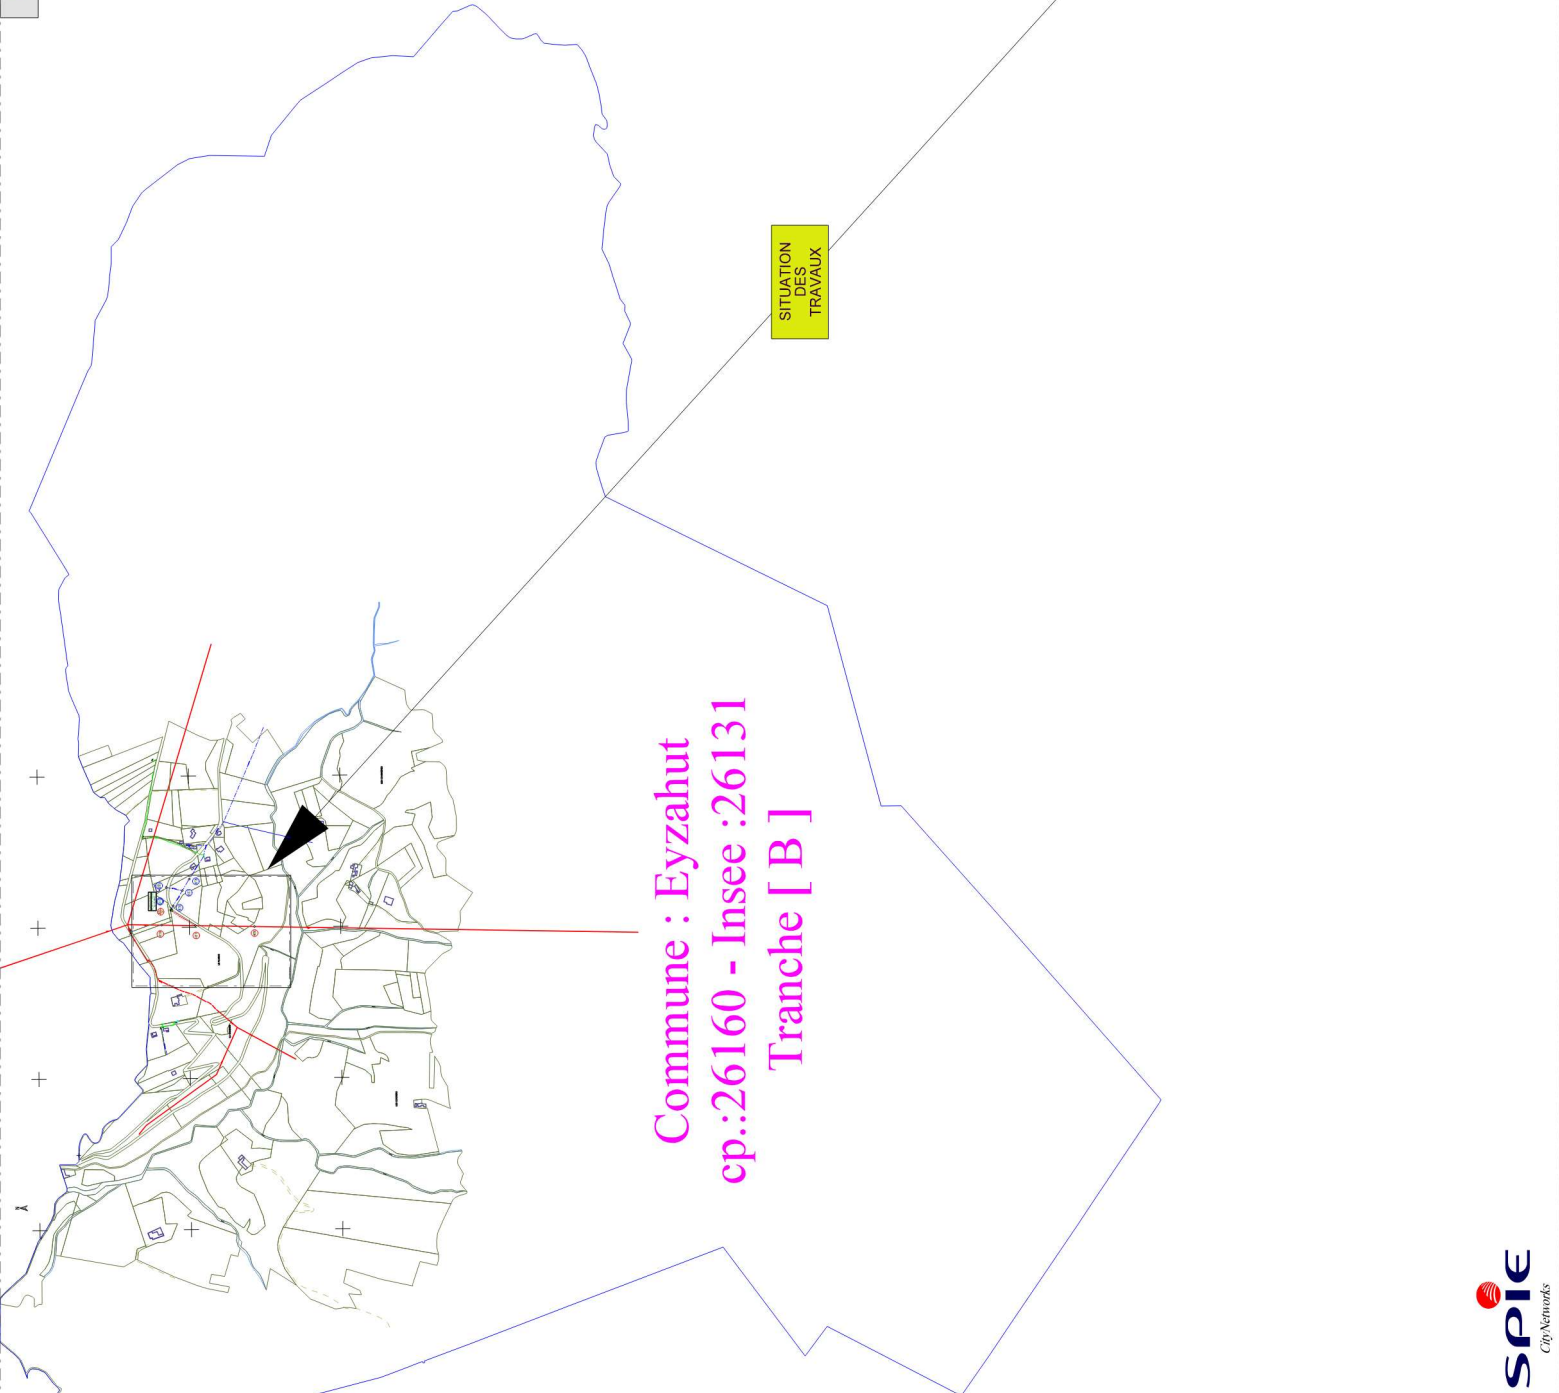 SITUATION
DES
TRAVAUX
Commune : Eyzahut
cp.:26160 - Insee :26131
Tranche [ B ]
SPIE
CityNetworks